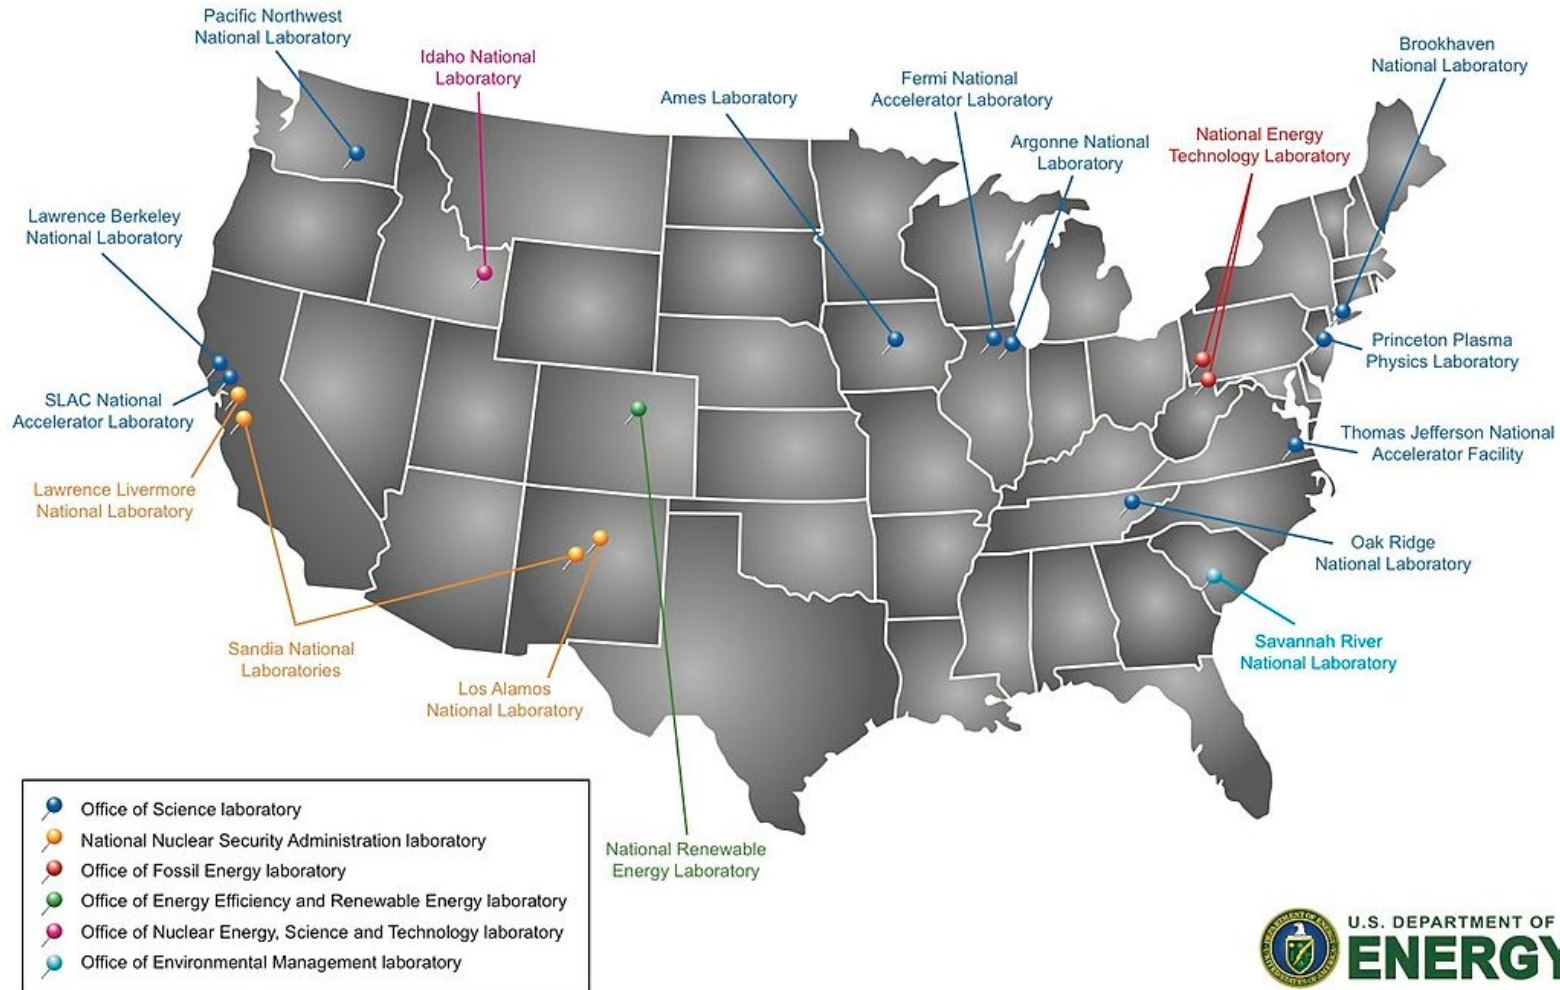 Pacific Northwest
National Laboratory
Idaho National
Laboratory
Ames Laboratory
Fermi National
Accelerator Laboratory
Argonne National
Laboratory
National Energy
Technology Laboratory
Brookhaven
National Laboratory
Lawrence Berkeley
National Laboratory
SLAC National
Accelerator Laboratory
Lawrence Livermore
National Laboratory
Sandia National
Laboratories
Los Alamos
National Laboratory
National Renewable
Energy Laboratory
Princeton Plasma
Physics Laboratory
Thomas Jefferson National
Accelerator Facility
Oak Ridge
National Laboratory
Savannah River
National Laboratory
Office of Science laboratory
National Nuclear Security Administration laboratory
Office of Fossil Energy laboratory
Office of Energy Efficiency and Renewable Energy laboratory
Office of Nuclear Energy, Science and Technology laboratory
Office of Environmental Management laboratory
U.S. DEPARTMENT OF
ENERGY